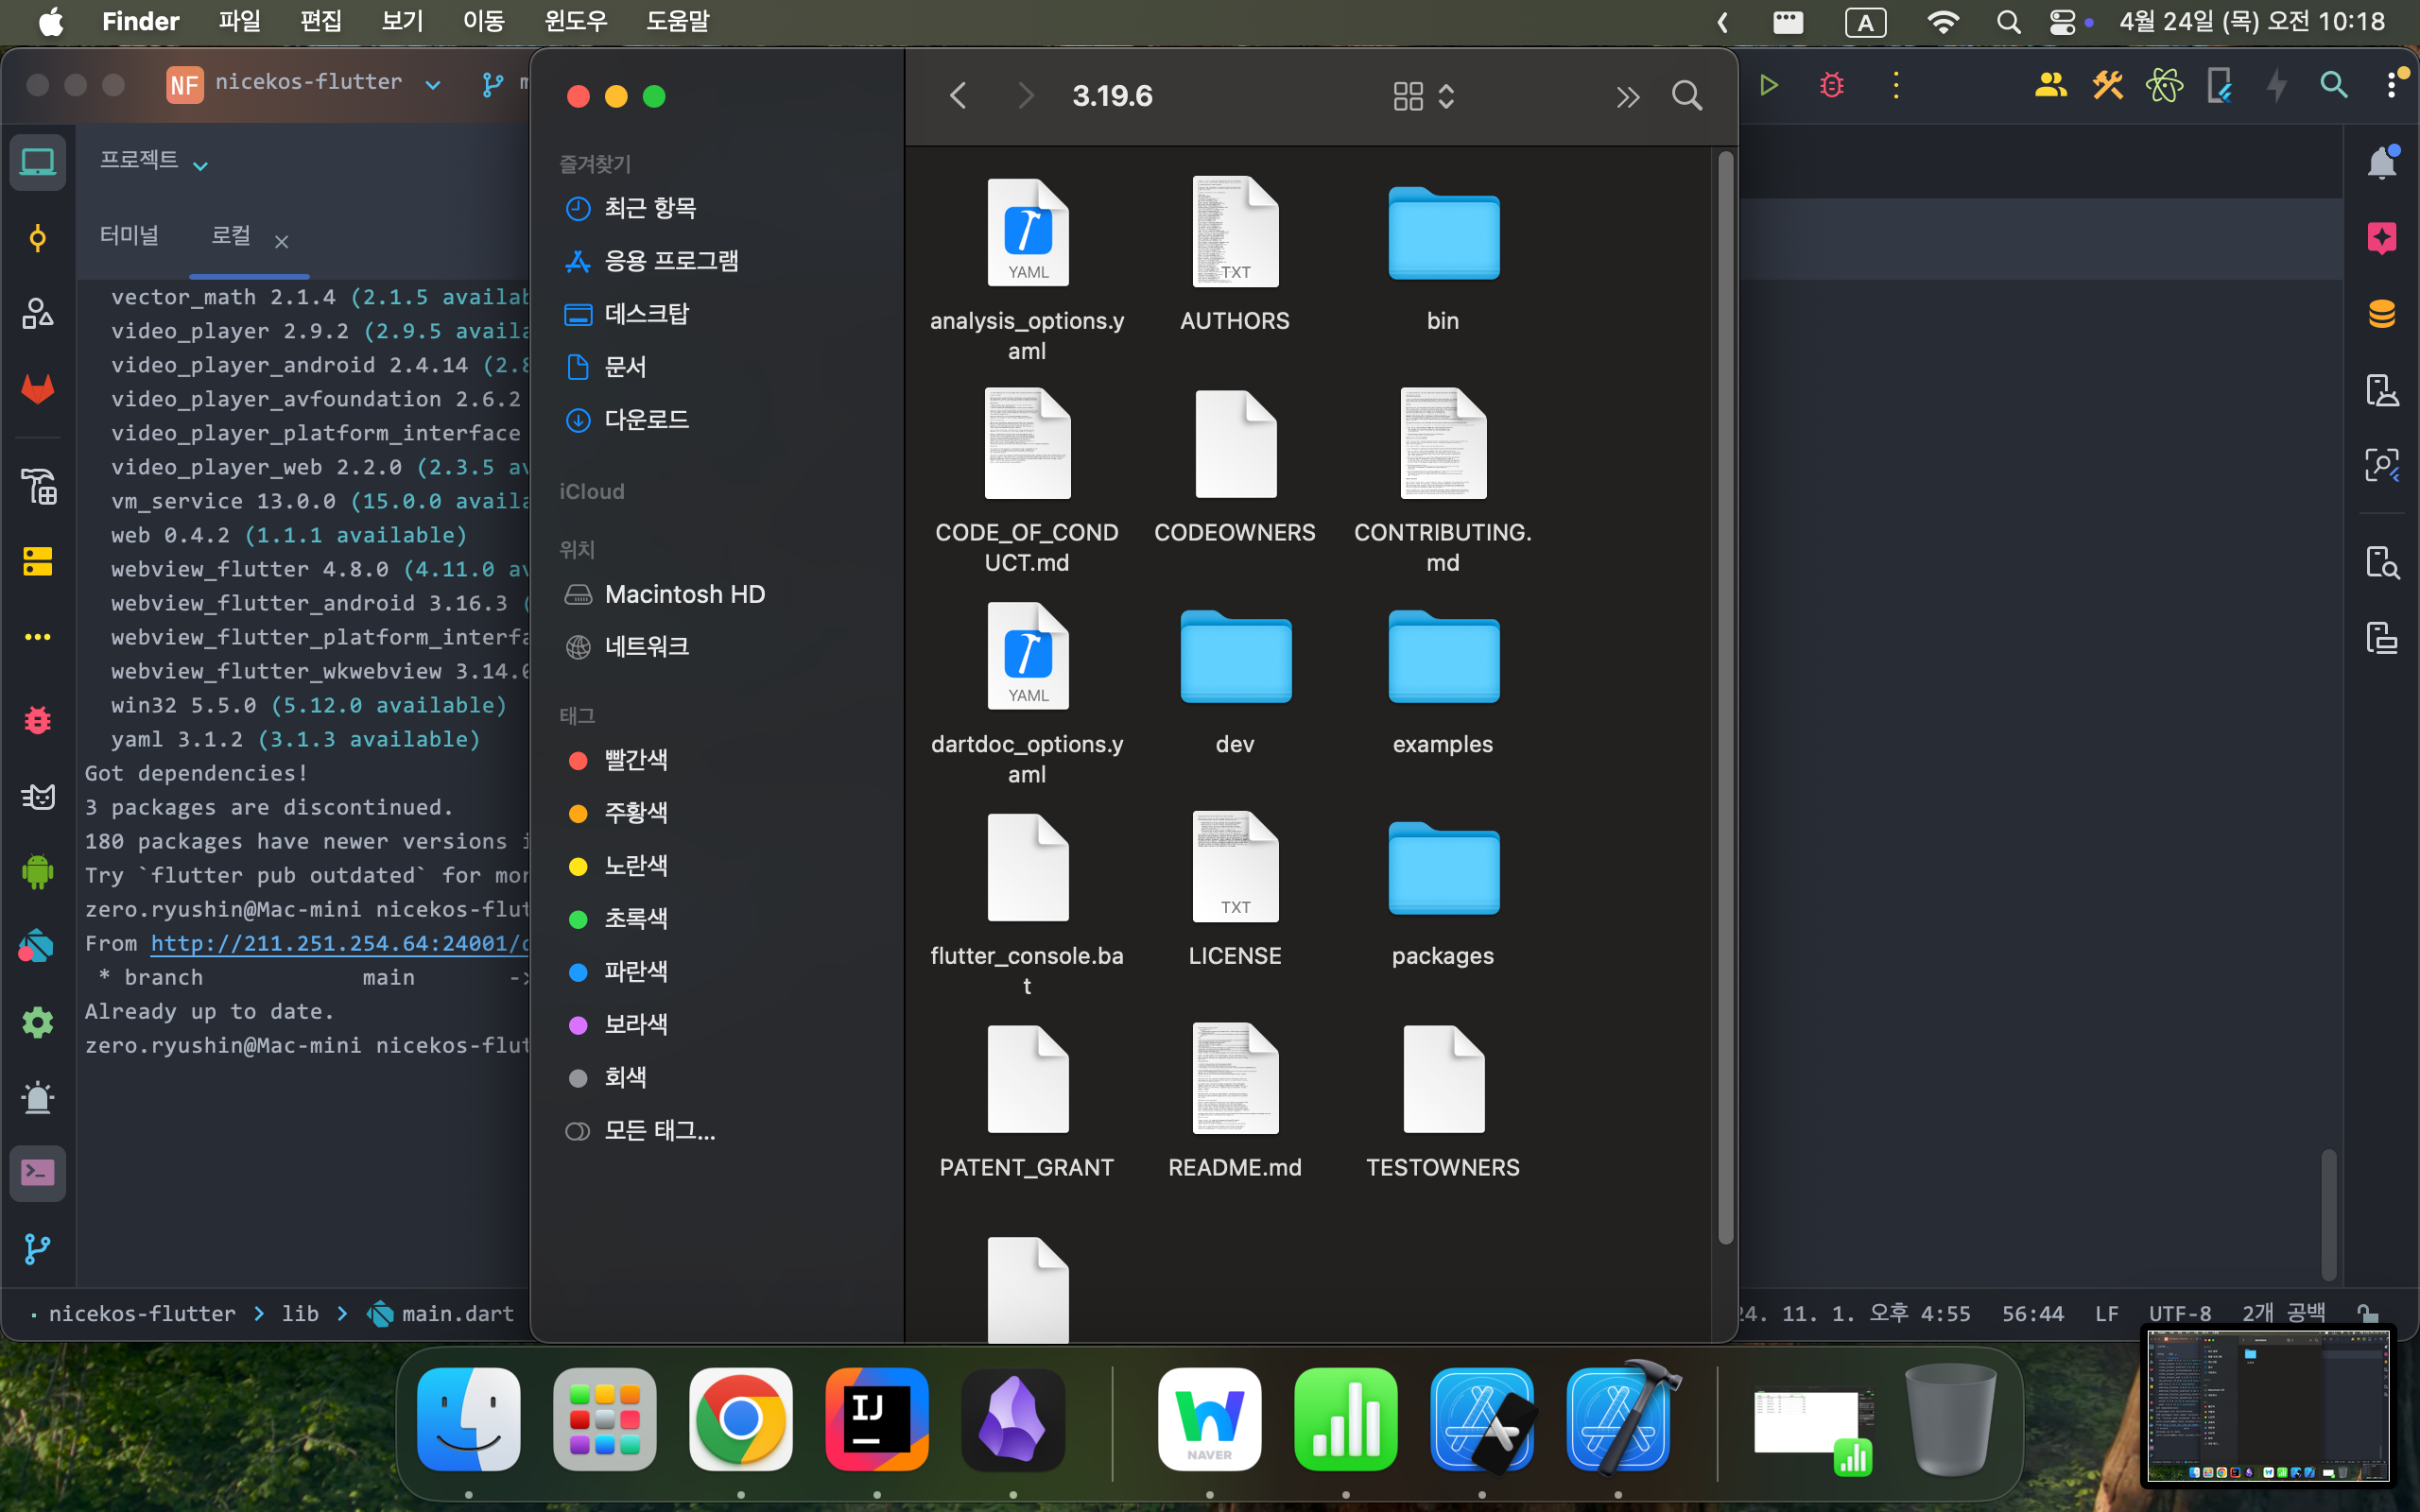 Finder 파일 편집 보기 이동 윈도우 도움말
A 4월 24일 (목) 오전 10:18
NF nicekos-flutter
프로젝트
터미널 로컬
vector_math 2.1.4 (2.1.5 availab
video_player 2.9.2 (2.9.5 availa
video_player_android 2.4.14 (2.8
video_player_avfoundation 2.6.2
video_player_platform_interface
video_player_web 2.2.0 (2.3.5 av
vm_service 13.0.0 (15.0.0 availa
web 0.4.2 (1.1.1 available)
webview_flutter 4.8.0 (4.11.0 av
webview_flutter_android 3.16.3 (
webview_flutter_platform_interfa
webview_flutter_wkwebview 3.14.0
win32 5.5.0 (5.12.0 available)
yaml 3.1.2 (3.1.3 available)
Got dependencies!
3 packages are discontinued.
180 packages have newer versions i
Try `flutter pub outdated` for mor
zero.ryushin@Mac-mini nicekos-flut
From http://211.251.254.64:24001/
* branch main ->
Already up to date.
zero.ryushin@Mac-mini nicekos-flut
nicekos-flutter > lib > main.dart
즐겨찾기
최근 항목
응용 프로그램
데스크탑
문서
다운로드
iCloud
위치
Macintosh HD
네트워크
태그
빨간색
주황색
노란색
초록색
파란색
보라색
회색
모든 태그...
3.19.6
YAML
TXT
analysis_options.y
aml
AUTHORS
bin
CODE_OF_COND
UCT.md
CODEOWNERS
CONTRIBUTING.
md
YAML
dartdoc_options.y
aml
dev
examples
TXT
flutter_console.ba
t
LICENSE
packages
PATENT_GRANT
README.md
TESTOWNERS
24. 11. 1. 오후 4:55 56:44 LF UTF-8 2개 공백
IJ
NAVER